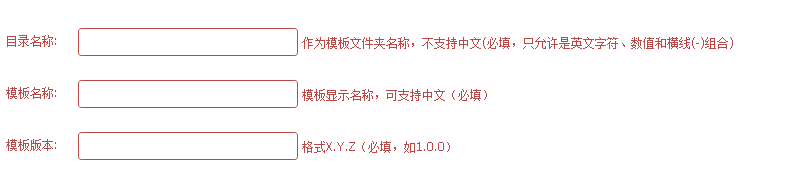 目录名称: 作为模板文件夹名称，不支持中文(必填，只允许是英文字符、数值和横线(-)组合)
模板名称: 模板显示名称，可支持中文（必填）
模板版本: 格式X.Y.Z（必填，如1.0.0）